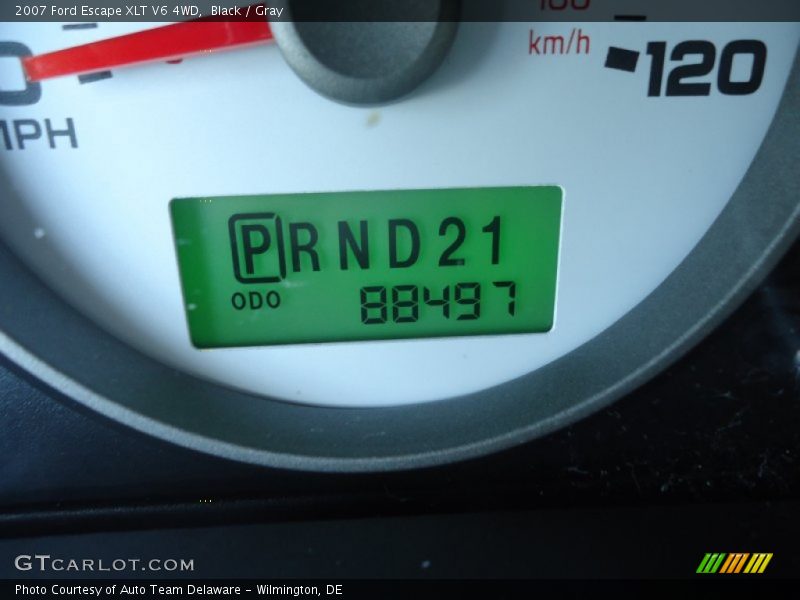 2007 Ford Escape XLT V6 4WD, Black / Gray
km/h
120
MPH
PRND21
ODO 88497
GTCARLOT.COM
Photo Courtesy of Auto Team Delaware - Wilmington, DE